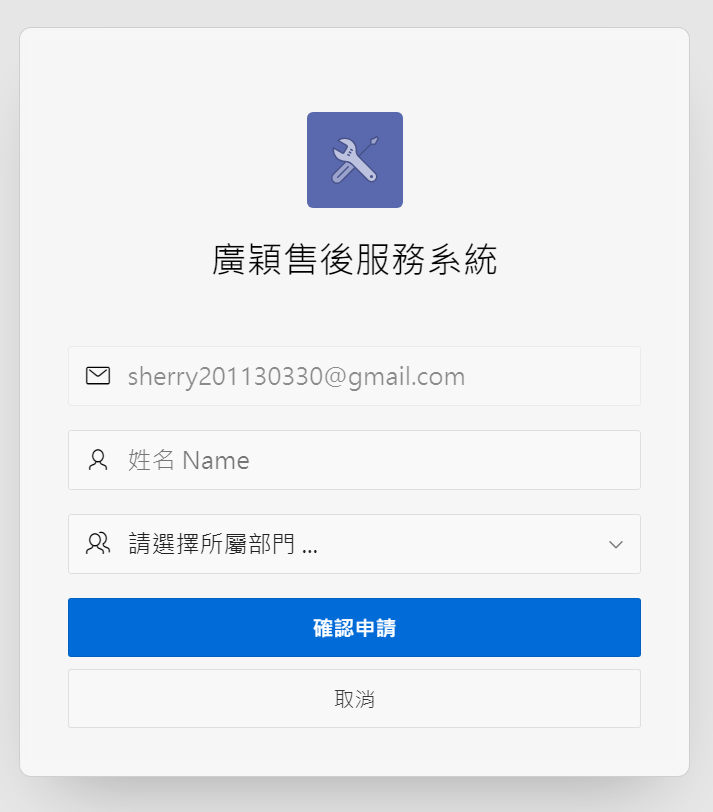 廣穎售後服務系統
sherry201130330@gmail.com
姓名 Name
請選擇所屬部門 ...
確認申請
取消